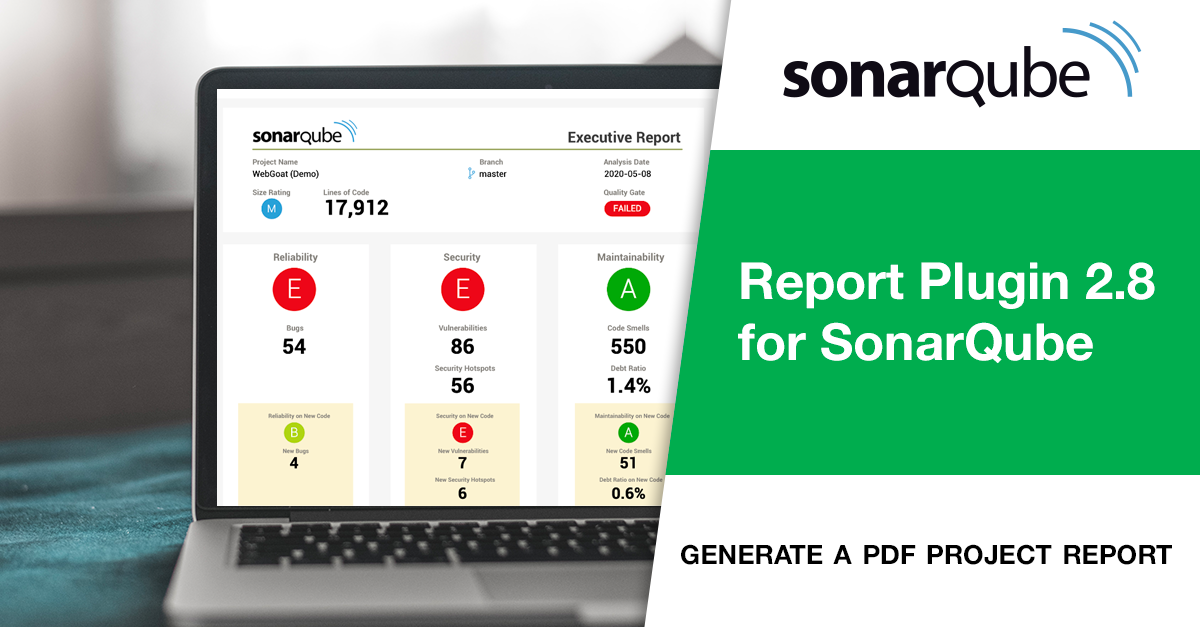 sonarqube
Executive Report
Project Name
WebGoat (Demo)
Branch
master
Analysis Date
2020-05-08
Size Rating
M
Lines of Code
17,912
Quality Gate
FAILED
Reliability
E
Bugs
54
Security
E
Vulnerabilities
86
Security Hotspots
56
Maintainability
A
Code Smells
550
Debt Ratio
1.4%
Reliability on New Code
B
New Bugs
4
Security on New Code
E
New Vulnerabilities
7
New Security Hotspots
6
Maintainability on New Code
A
New Code Smells
51
Debt Ratio on New Code
0.6%
sonarqube
Report Plugin 2.8
for SonarQube
GENERATE A PDF PROJECT REPORT